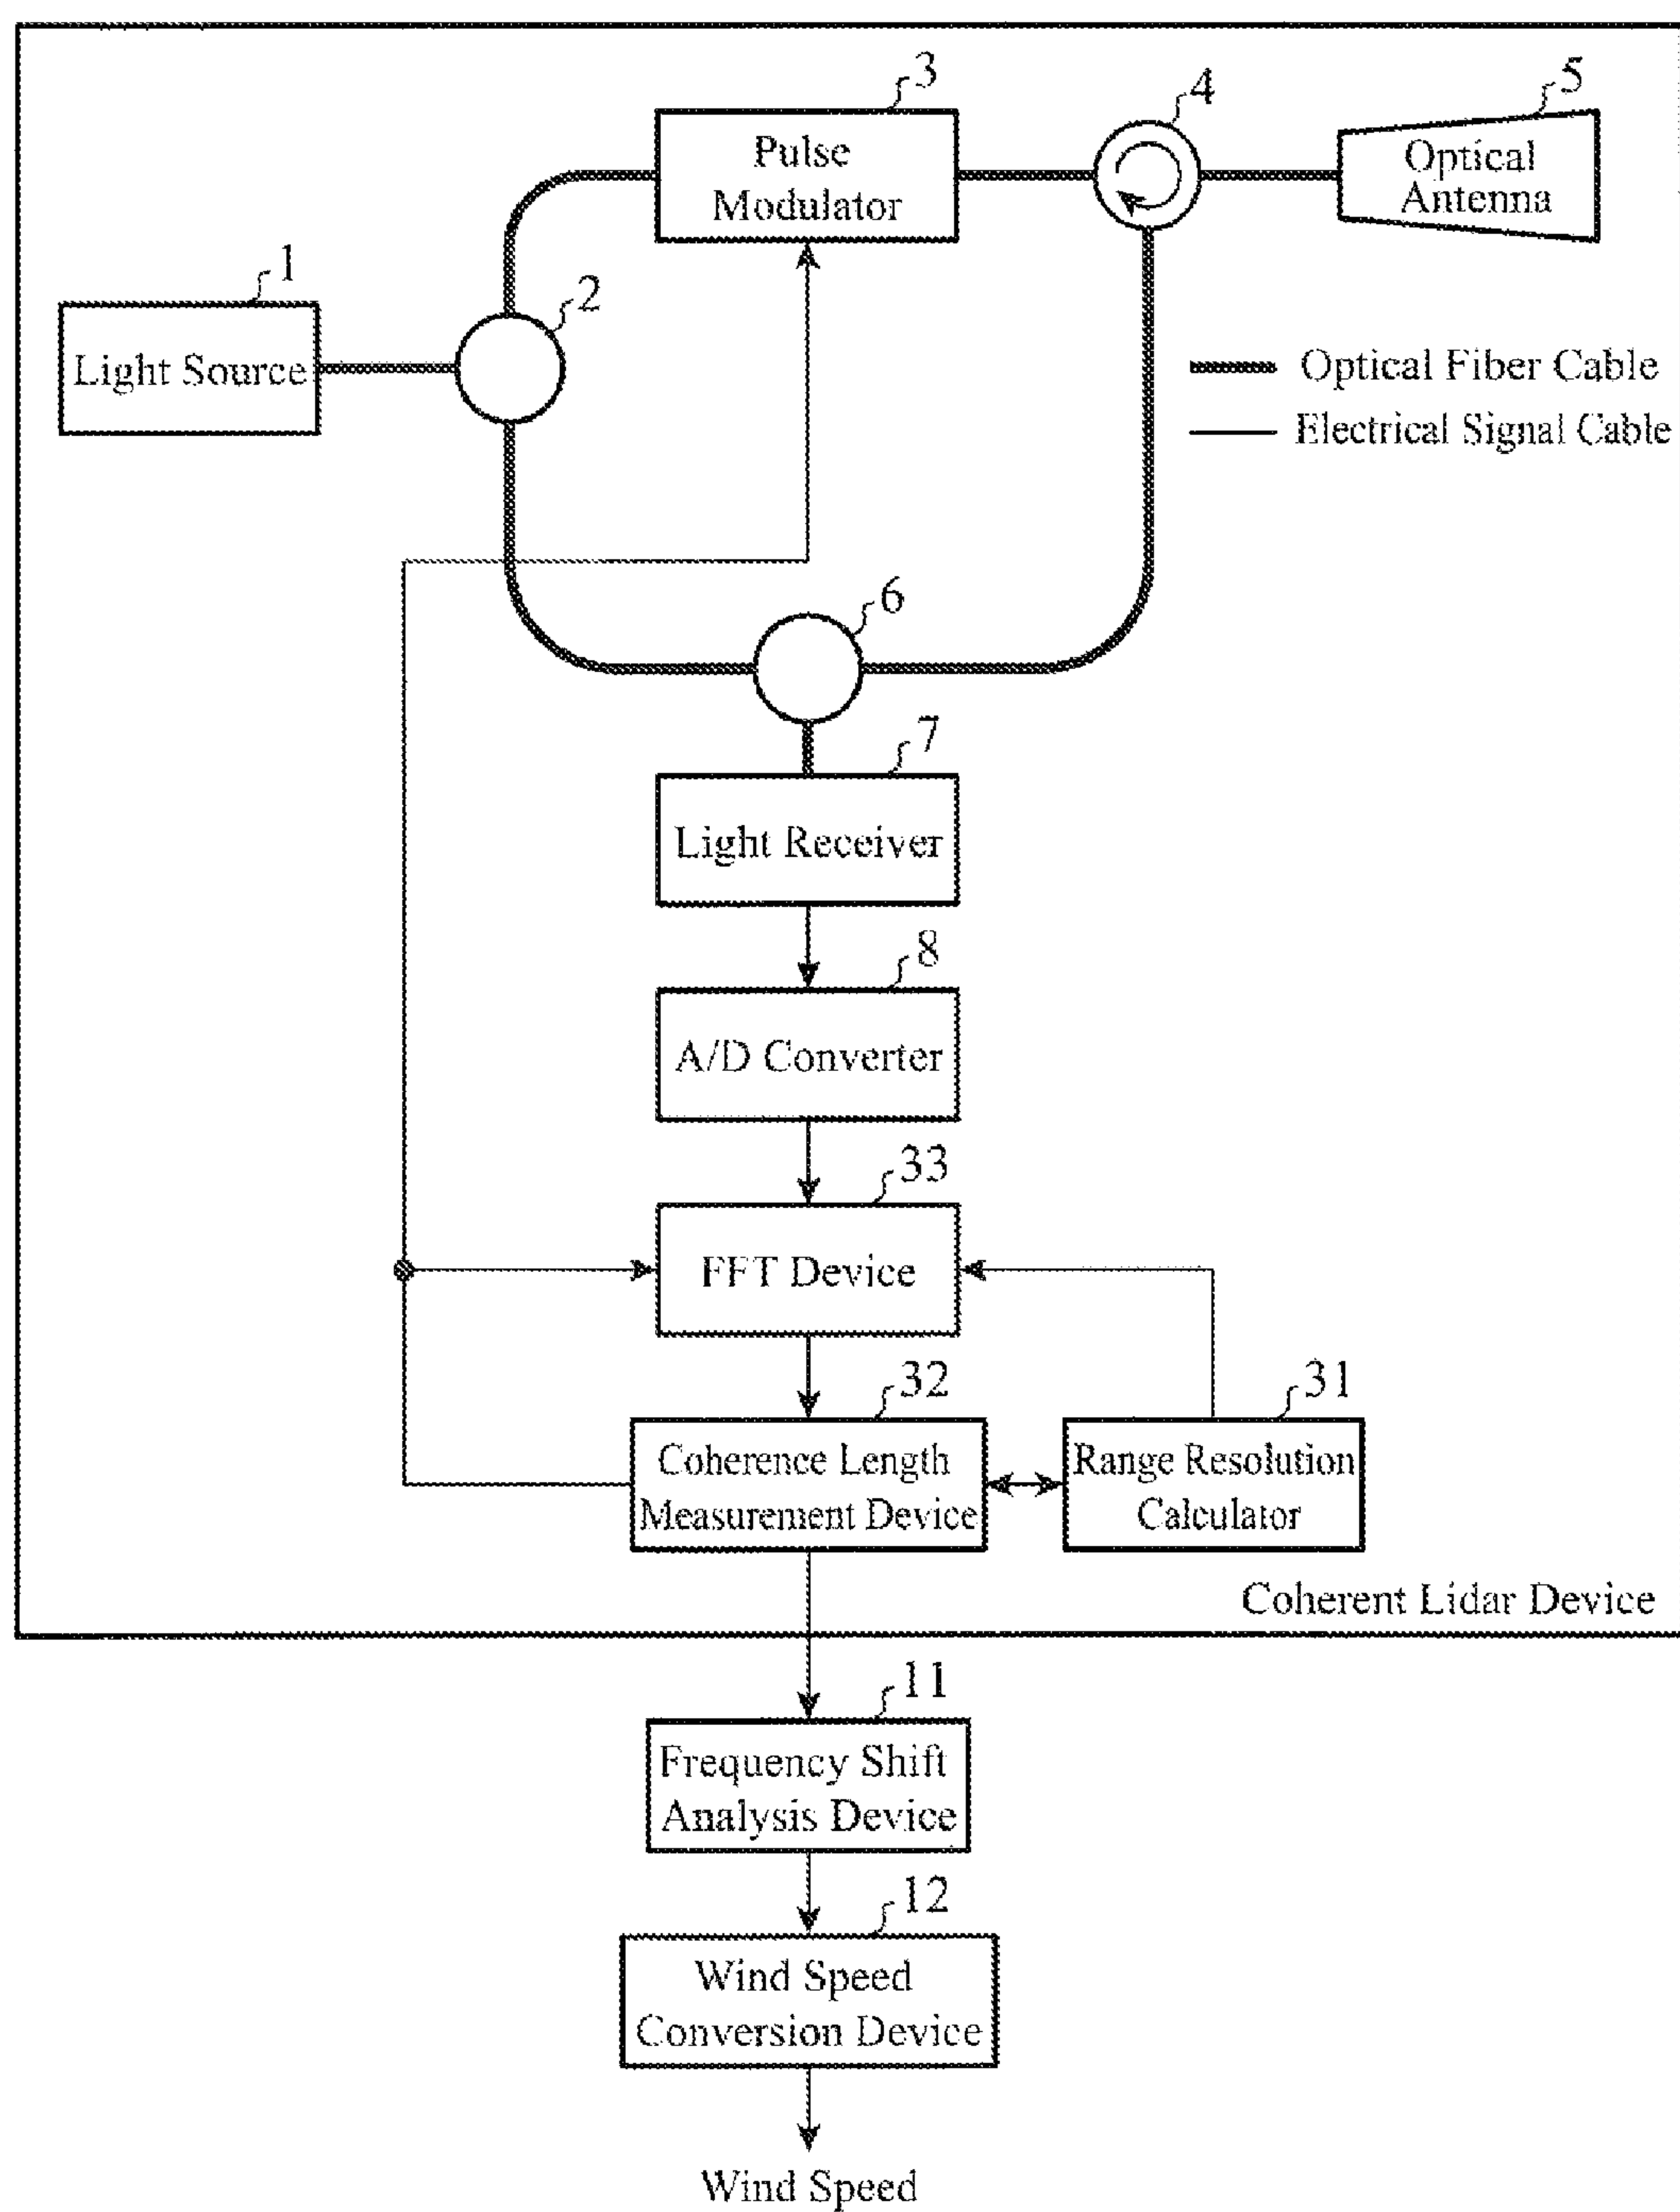 3
Pulse
Modulator
4
5
Optical
Antenna
1
Light Source
2
Optical Fiber Cable
Electrical Signal Cable
6
7
Light Receiver
8
A/D Converter
33
FFT Device
32
Coherence Length
Measurement Device
31
Range Resolution
Calculator
Coherent Lidar Device
11
Frequency Shift
Analysis Device
12
Wind Speed
Conversion Device
Wind Speed